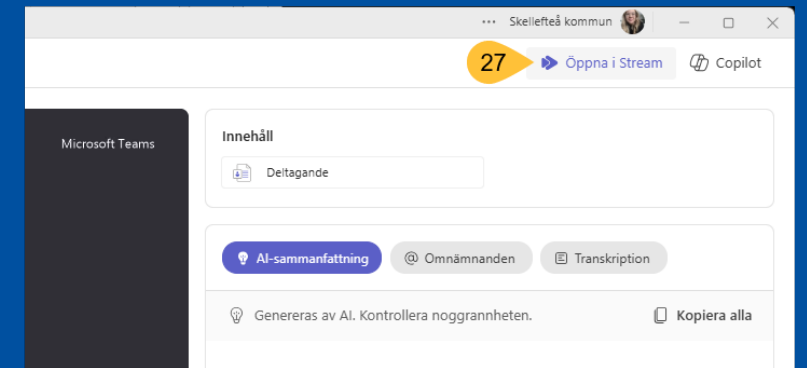 ··· Skellefteå kommun
27 Öppna i Stream Copilot
Microsoft Teams
Innehåll
Deltagande
AI-sammanfattning @ Omnämnanden Transkription
Genereras av AI. Kontrollera noggrannheten. Kopiera alla